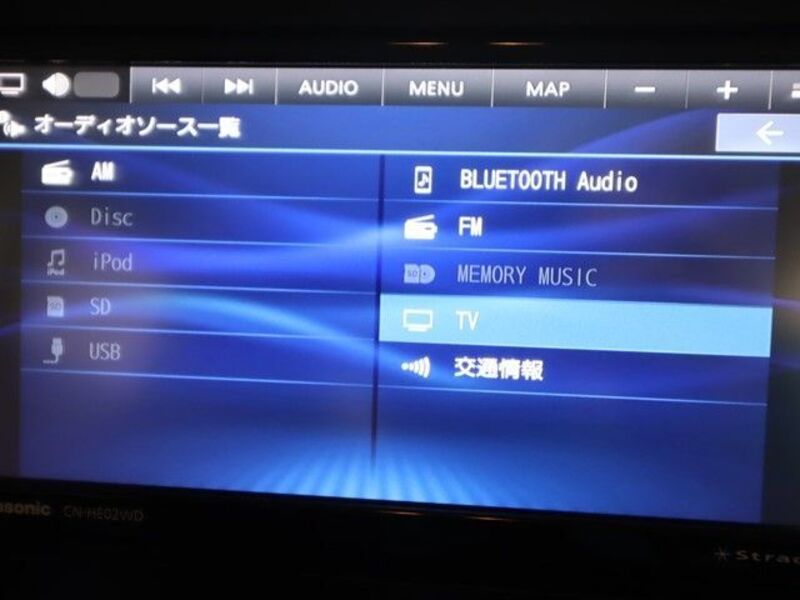 AUDIO MENU MAP − +
オーディオソース一覧
AM
Disc
iPod
SD
USB
BLUETOOTH Audio
FM
MEMORY MUSIC
TV
交通情報
CN-HE02WD